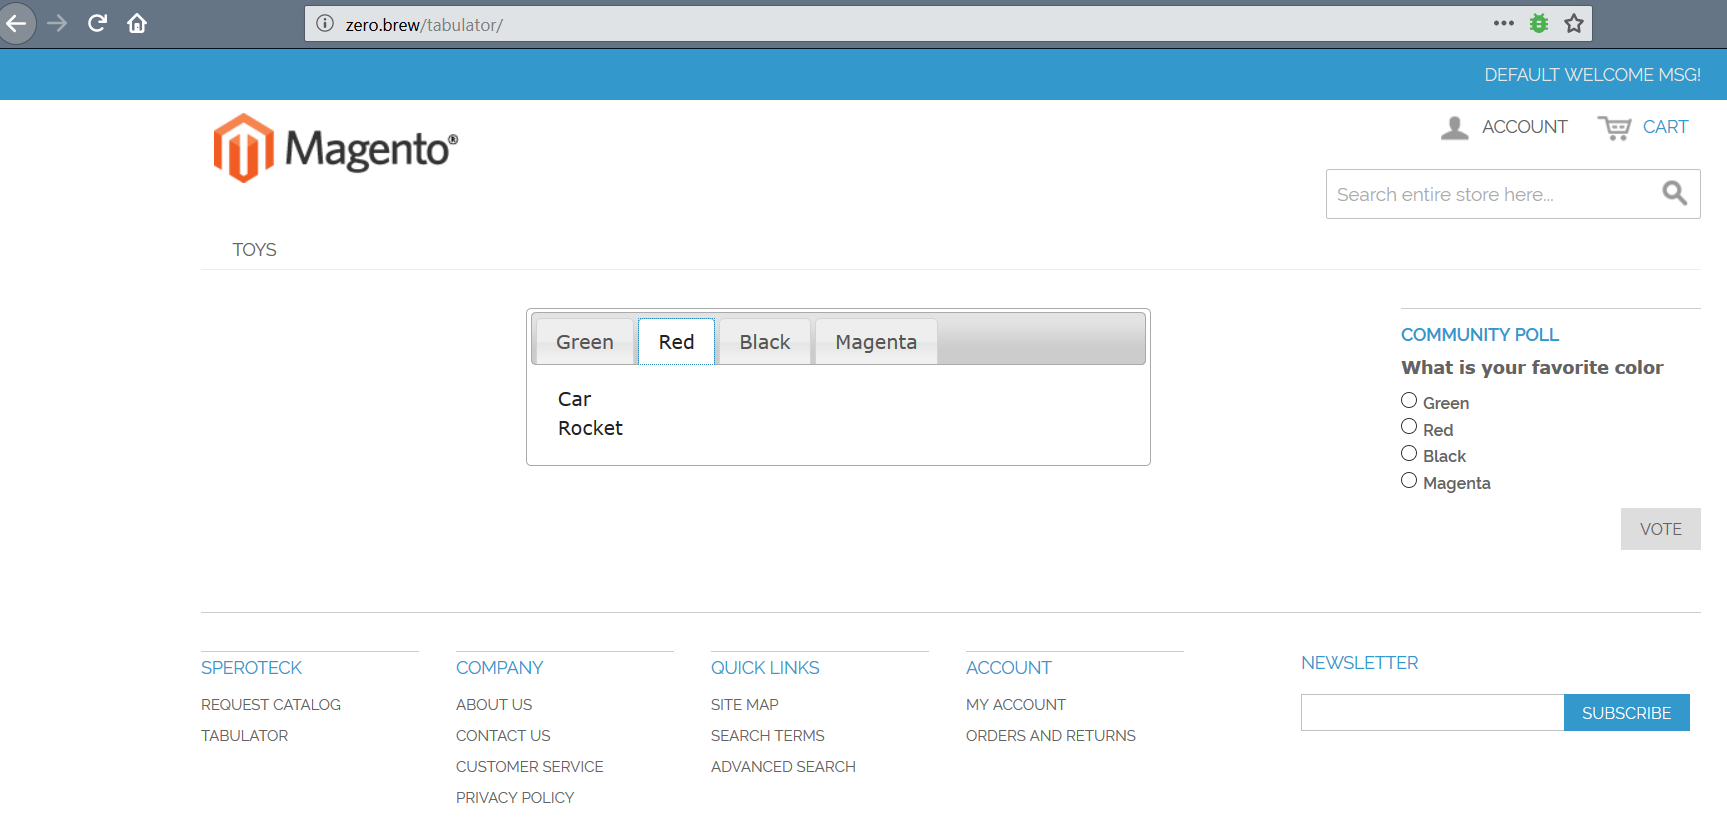 zero.brew/tabulator/
DEFAULT WELCOME MSG!
Magento®
ACCOUNT
CART
Search entire store here...
TOYS
Green Red Black Magenta
Car
Rocket
COMMUNITY POLL
What is your favorite color
Green
Red
Black
Magenta
VOTE
SPEROTECK
REQUEST CATALOG
TABULATOR
COMPANY
ABOUT US
CONTACT US
CUSTOMER SERVICE
PRIVACY POLICY
QUICK LINKS
SITE MAP
SEARCH TERMS
ADVANCED SEARCH
ACCOUNT
MY ACCOUNT
ORDERS AND RETURNS
NEWSLETTER
SUBSCRIBE